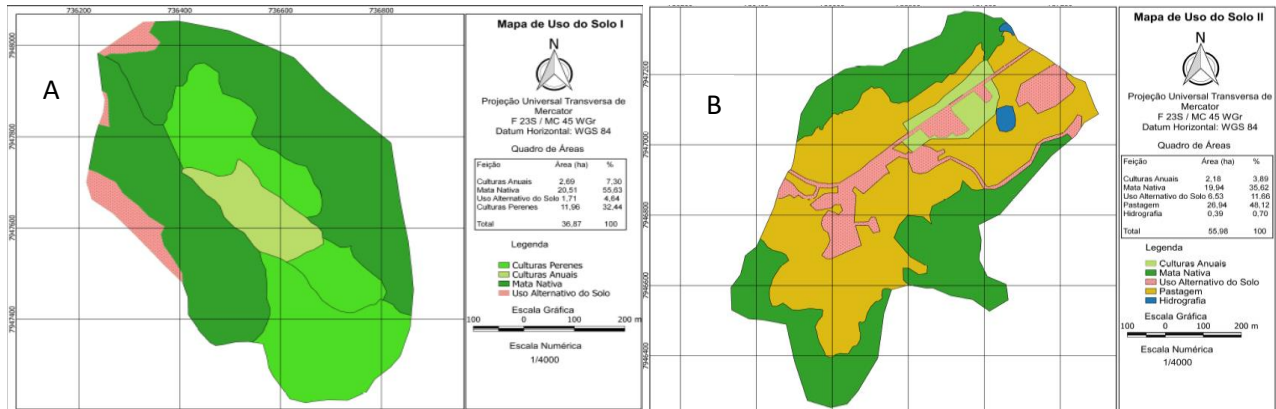 736200 736400 736600 736800
7948000
7947800
7947600
7947400
A
Mapa de Uso do Solo I
N
Projeção Universal Transversa de
Mercator
F 23S / MC 45 WGr
Datum Horizontal: WGS 84
Quadro de Áreas
Feição Área (ha) %
Culturas Anuais 2,69 7,30
Mata Nativa 20,51 55,63
Uso Alternativo do Solo 1,71 4,64
Culturas Perenes 11,96 32,44
Total 36,87 100
Legenda
Culturas Perenes
Culturas Anuais
Mata Nativa
Uso Alternativo do Solo
Escala Gráfica
100 0 100 200 m
Escala Numérica
1/4000
7947200
7947000
7946800
7946600
7946400
B
Mapa de Uso do Solo II
N
Projeção Universal Transversa de
Mercator
F 23S / MC 45 WGr
Datum Horizontal: WGS 84
Quadro de Áreas
Feição Área (ha) %
Culturas Anuais 2,18 3,89
Mata Nativa 19,94 35,62
Uso Alternativo do Solo 6,53 11,66
Pastagem 26,94 48,12
Hidrografia 0,39 0,70
Total 55,98 100
Legenda
Culturas Anuais
Mata Nativa
Uso Alternativo do Solo
Pastagem
Hidrografia
Escala Gráfica
100 0 100 200 m
Escala Numérica
1/4000